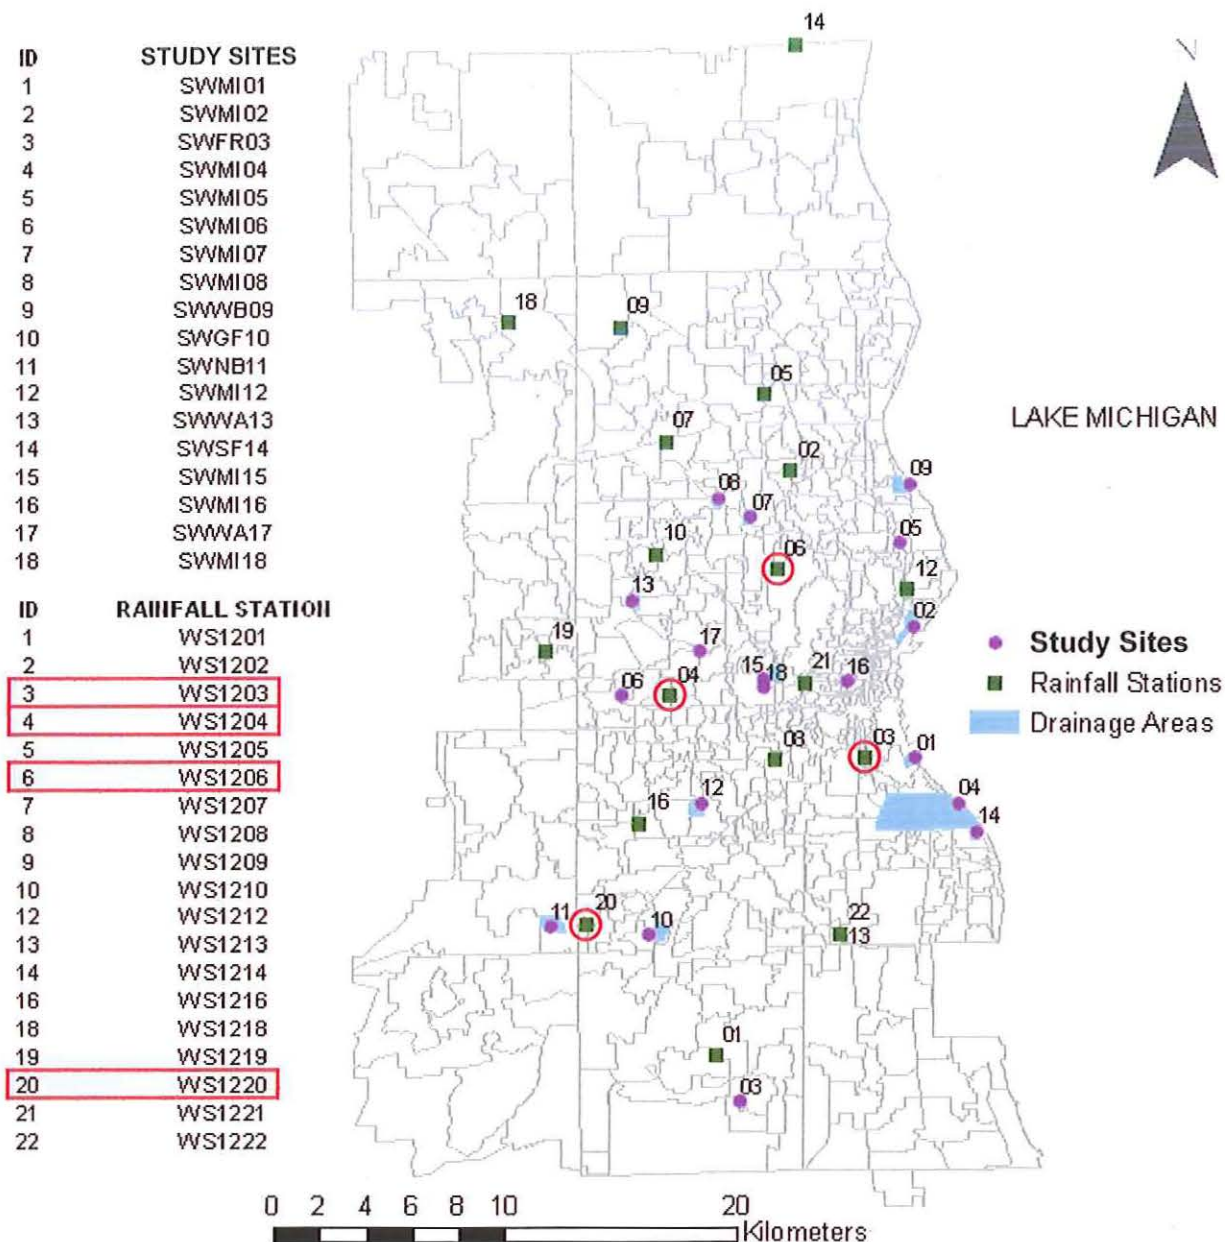 ID STUDY SITES
1 SWMI01
2 SWMI02
3 SWFR03
4 SWMI04
5 SWMI05
6 SWMI06
7 SWMI07
8 SWMI08
9 SWWB09
10 SWGF10
11 SWNB11
12 SWMI12
13 SWWA13
14 SWSF14
15 SWMI15
16 SWMI16
17 SWWA17
18 SWMI18
ID RAINFALL STATION
1 WS1201
2 WS1202
3 WS1203
4 WS1204
5 WS1205
6 WS1206
7 WS1207
8 WS1208
9 WS1209
10 WS1210
12 WS1212
13 WS1213
14 WS1214
16 WS1216
18 WS1218
19 WS1219
20 WS1220
21 WS1221
22 WS1222
14
N
18
09
05
LAKE MICHIGAN
07
02
09
08
07
05
10
06
13
12
02
19
17
15
18
21
16
06
04
03
01
12
16
04
14
11
20
10
22
13
01
03
Study Sites
Rainfall Stations
Drainage Areas
0 2 4 6 8 10 20
Kilometers